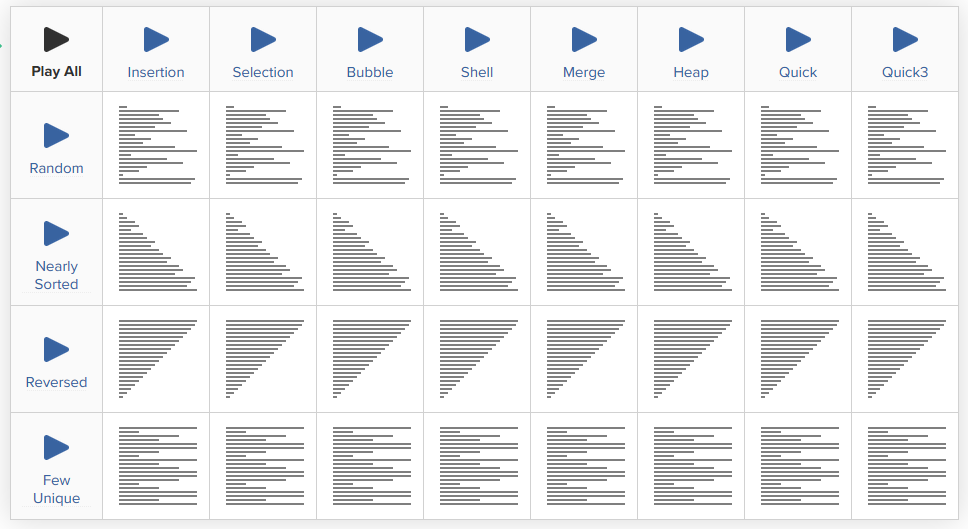 Play All
Insertion
Selection
Bubble
Shell
Merge
Heap
Quick
Quick3
Random
Nearly
Sorted
Reversed
Few
Unique